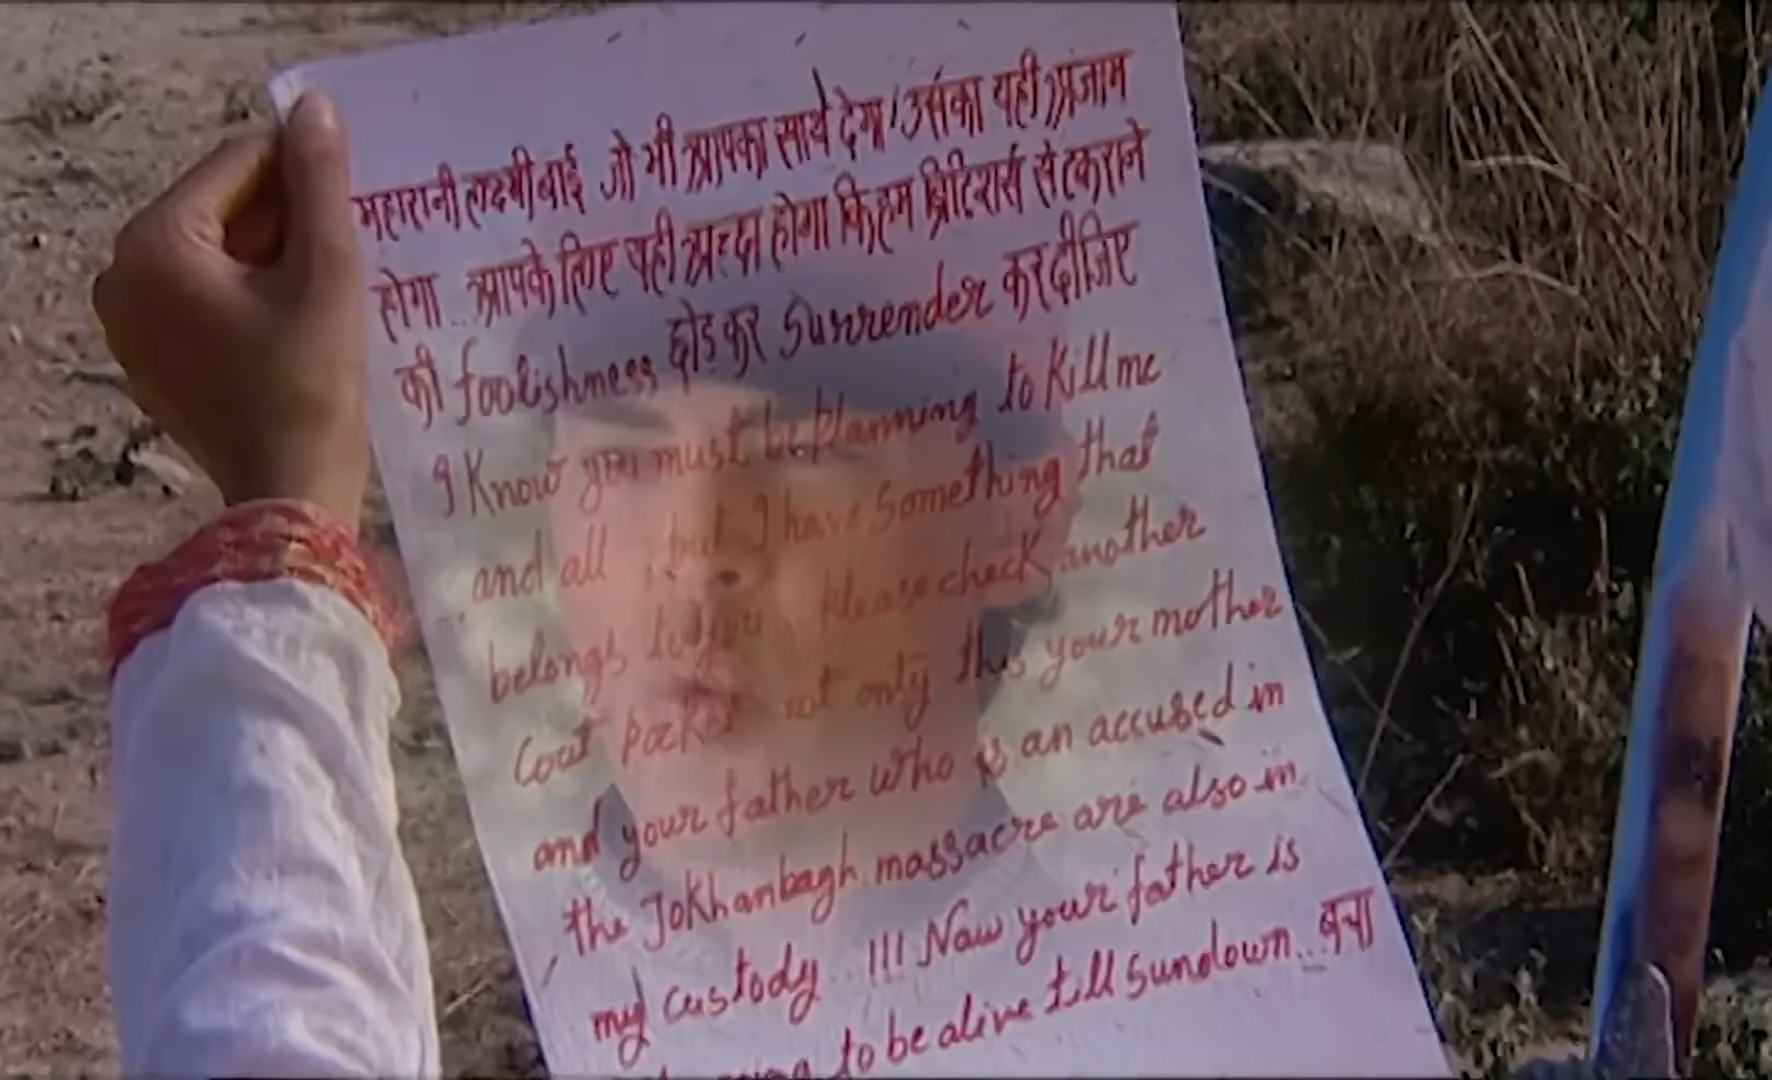 महारानी लक्ष्मीबाई जो भी आपका साथ देगा / उसका यही अंजाम
होगा... आपके लिए यही अच्छा होगा कि हम ब्रिटिशर्स से टकराने
की foolishness छोड़ कर Surrender कर दीजिए
I Know you must be planning to Kill me
and all, but I have something that
belongs to you please check another
Coat pocket not only this your mother
and your father who is an accused in
the JoKhanbagh massacre are also in
my custody...!!! Now your father is
going to be alive till sundown...